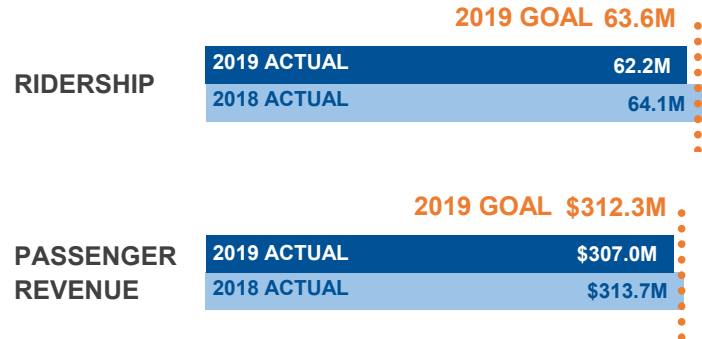 2019 GOAL 63.6M
RIDERSHIP
2019 ACTUAL 62.2M
2018 ACTUAL 64.1M
2019 GOAL $312.3M
PASSENGER
REVENUE
2019 ACTUAL $307.0M
2018 ACTUAL $313.7M